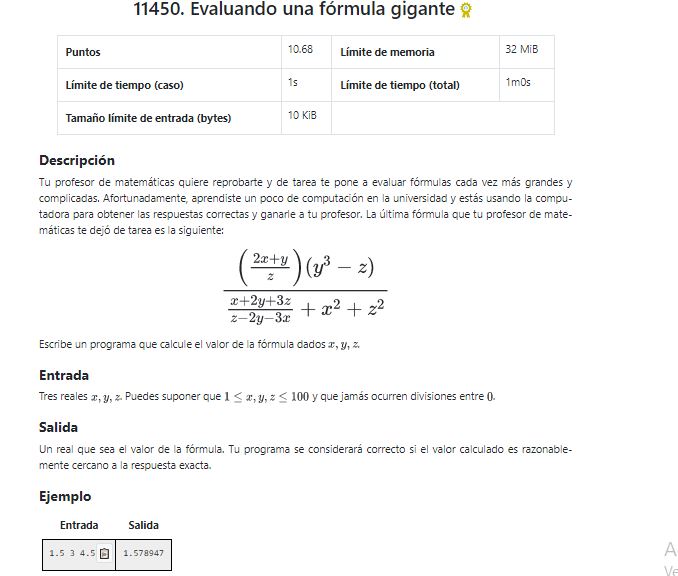 11450. Evaluando una fórmula gigante
Puntos 10.68 Límite de memoria 32 MiB
Límite de tiempo (caso) 1s Límite de tiempo (total) 1m0s
Tamaño límite de entrada (bytes) 10 KiB
Descripción
Tu profesor de matemáticas quiere reprobarte y de tarea te pone a evaluar fórmulas cada vez más grandes y
complicadas. Afortunadamente, aprendiste un poco de computación en la universidad y estás usando la compu-
tadora para obtener las respuestas correctas y ganarle a tu profesor. La última fórmula que tu profesor de mate-
máticas te dejó de tarea es la siguiente:
\frac{\left(\frac{2x+y}{z}\right)(y^3 - z)}{\frac{x+2y+3z}{z-2y-3x} + x^2 + z^2}
Escribe un programa que calcule el valor de la fórmula dados x, y, z.
Entrada
Tres reales x, y, z. Puedes suponer que 1 ≤ x, y, z ≤ 100 y que jamás ocurren divisiones entre 0.
Salida
Un real que sea el valor de la fórmula. Tu programa se considerará correcto si el valor calculado es razonable-
mente cercano a la respuesta exacta.
Ejemplo
Entrada Salida
1.5 3 4.5 1.578947
A
Ve